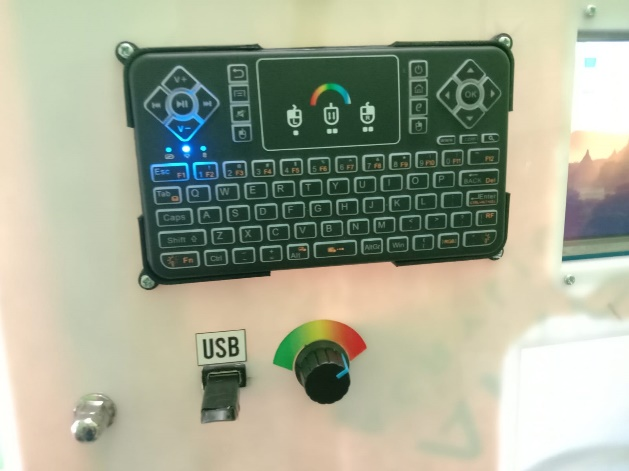 V+
V-
OK
L
R
Esc F1 1 F2 2 F3 3 F4 4 F5 5 F6 6 F7 7 F8 8 F9 9 F10 0 F11 F12
Tab Q W E R T Y U I O P BACK Del
Caps A S D F G H J K L Enter
Shift Z X C V B N M RF
Fn Ctrl Alt AltGr Win
USB